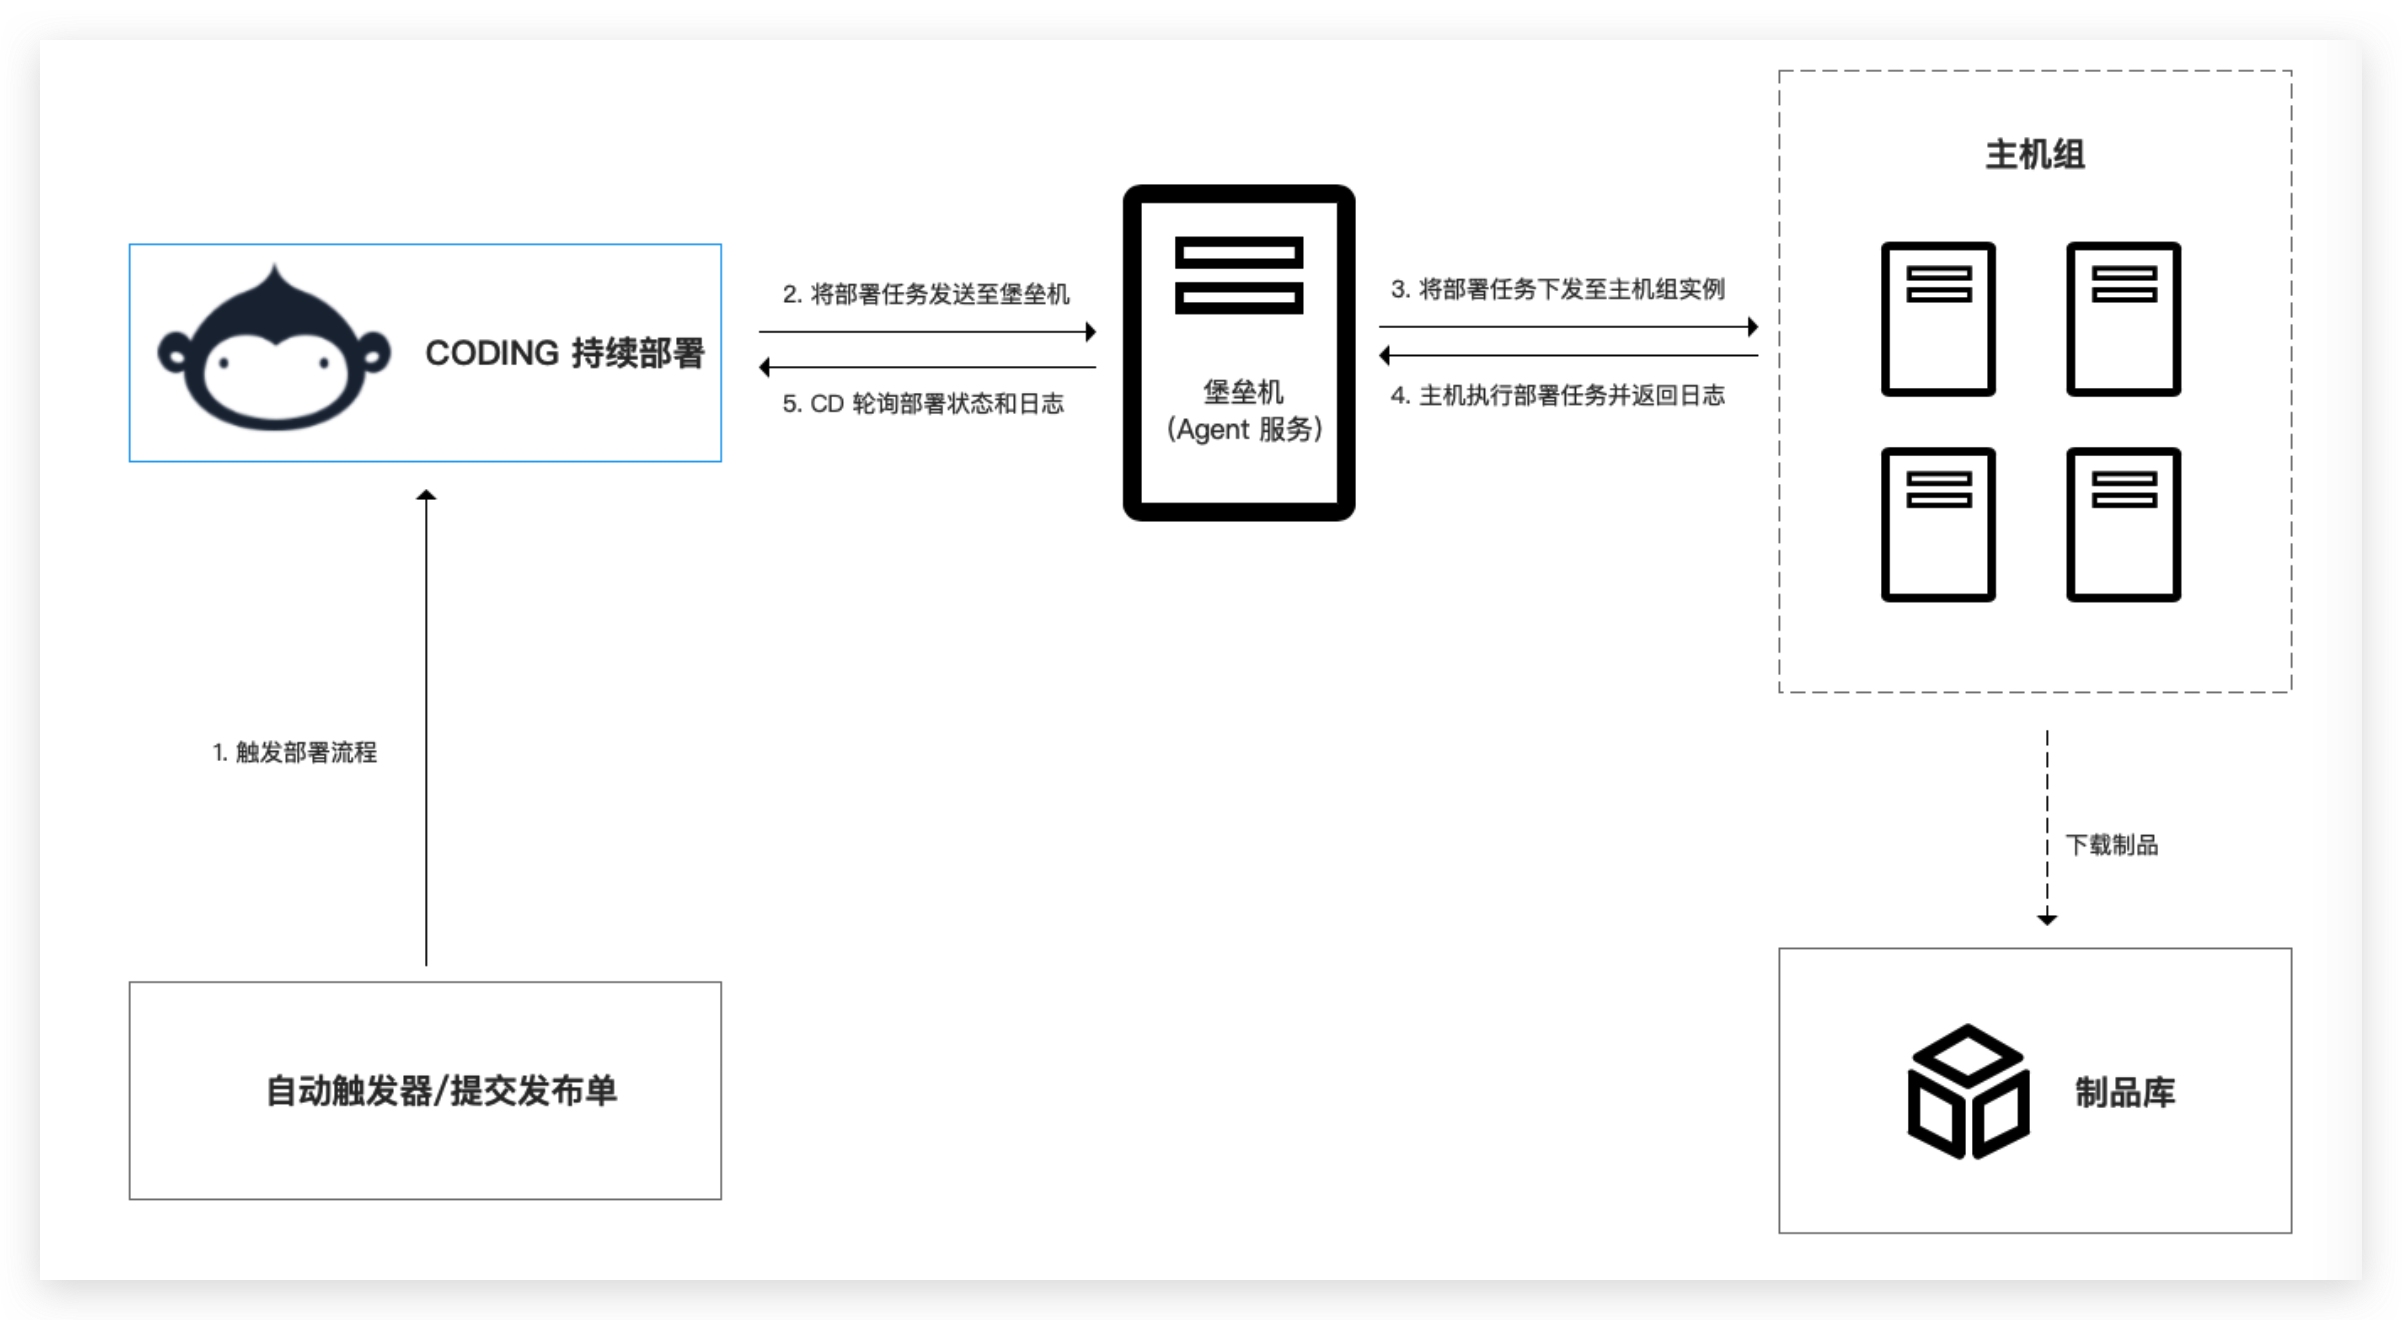 主机组
CODING 持续部署
2. 将部署任务发送至堡垒机
5. CD 轮询部署状态和日志
堡垒机
（Agent 服务）
3. 将部署任务下发至主机组实例
4. 主机执行部署任务并返回日志
1. 触发部署流程
下载制品
自动触发器/提交发布单
制品库